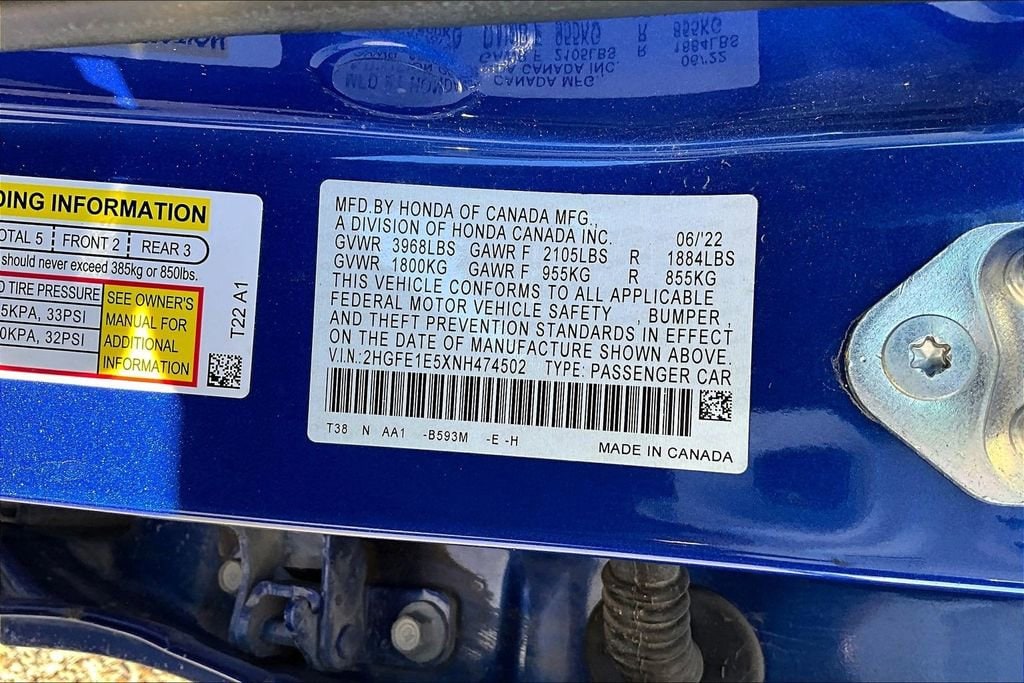 DING INFORMATION
OTAL 5 FRONT 2 REAR 3
should never exceed 385kg or 850lbs.
TIRE PRESSURE
5KPA, 33PSI
0KPA, 32PSI
SEE OWNER'S
MANUAL FOR
ADDITIONAL
INFORMATION
T22 A1
MFD.BY HONDA OF CANADA MFG.,
A DIVISION OF HONDA CANADA INC. 06/'22
GVWR 3968LBS GAWR F 2105LBS R 1884LBS
GVWR 1800KG GAWR F 955KG R 855KG
THIS VEHICLE CONFORMS TO ALL APPLICABLE
FEDERAL MOTOR VEHICLE SAFETY , BUMPER,
AND THEFT PREVENTION STANDARDS IN EFFECT
ON THE DATE OF MANUFACTURE SHOWN ABOVE.
V.I.N:2HGFE1E5XNH474502 TYPE: PASSENGER CAR
T38 N AA1 -B593M -E -H
MADE IN CANADA